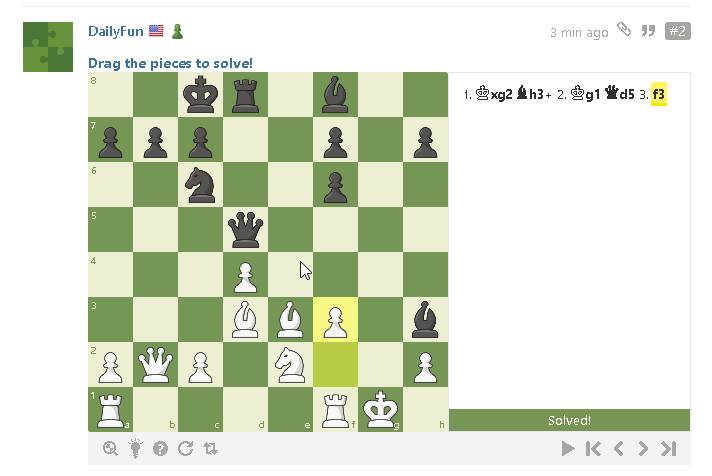 DailyFun
3 min ago
#2
Drag the pieces to solve!
8
7
6
5
4
3
2
1
a b c d e f g h
1. xg2 h3+ 2. g1 d5 3. f3
Solved!